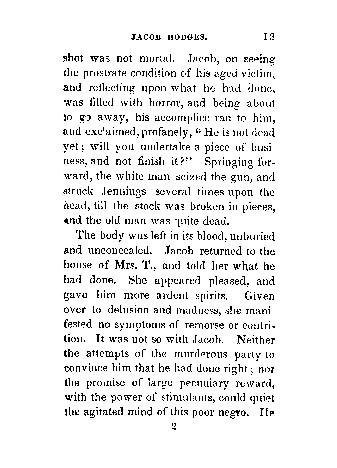 JACOB HODGES. 13
shot was not mortal. Jacob, on seeing
the prostrate condition of his aged victim,
and reflecting upon what he had done,
was filled with horror, and being about
to go away, his accomplice ran to him,
and exclaimed, profanely, “ He is not dead
yet ; will you undertake a piece of busi-
ness, and not finish it?” Springing for-
ward, the white man seized the gun, and
struck Jennings several times upon the
head, till the stock was broken in pieces,
and the old man was quite dead.
The body was left in its blood, unburied
and unconcealed. Jacob returned to the
house of Mrs. T., and told her what he
had done. She appeared pleased, and
gave him more ardent spirits. Given
over to delusion and madness, she mani-
fested no symptoms of remorse or contri-
tion. It was not so with Jacob. Neither
the attempts of the murderous party to
convince him that he had done right ; nor
the promise of large pecuniary reward,
with the power of stimulants, could quiet
the agitated mind of this poor negro. He
2